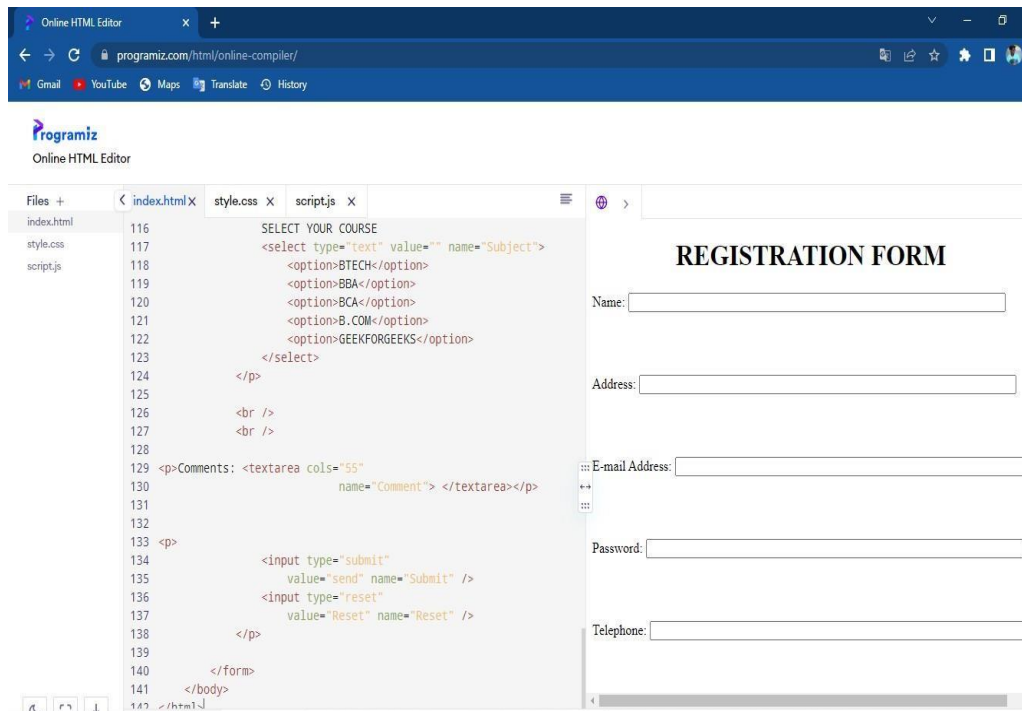 Online HTML Editor
programiz.com/html/online-compiler/
Gmail YouTube Maps Translate History
Programiz
Online HTML Editor
Files +
index.html
style.css
script.js
index.html X style.css X script.js X
116 SELECT YOUR COURSE
117 <select type="text" value="" name="Subject">
118 <option>BTECH</option>
119 <option>BBA</option>
120 <option>BCA</option>
121 <option>B.COM</option>
122 <option>GEEKFORGEEKS</option>
123 </select>
124 </p>
125
126 <br />
127 <br />
128
129 <p>Comments: <textarea cols="55"
130 name="Comment"> </textarea></p>
131
132
133 <p>
134 <input type="submit"
135 value="send" name="Submit" />
136 <input type="reset"
137 value="Reset" name="Reset" />
138 </p>
139
140 </form>
141 </body>
142 </html>
REGISTRATION FORM
Name:
Address:
E-mail Address:
Password:
Telephone: